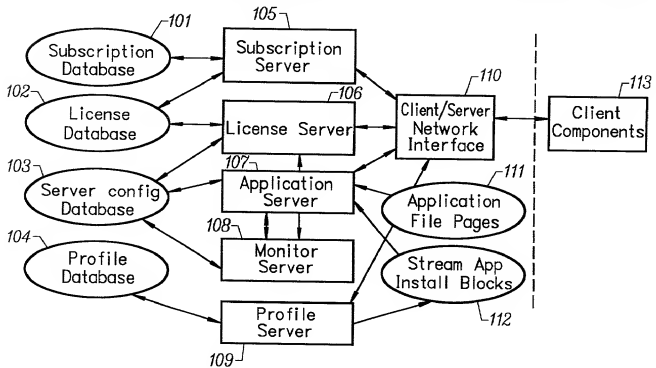 101
105
Subscription
Database
Subscription
Server
102
106
110
113
License
Database
License Server
Client/Server
Network
Interface
Client
Components
103
107
111
Server config
Database
Application
Server
Application
File Pages
104
108
Profile
Database
Monitor
Server
Stream App
Install Blocks
112
Profile
Server
109